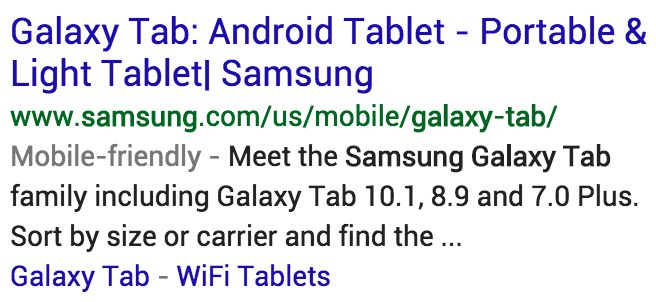 Galaxy Tab: Android Tablet - Portable &
Light Tablet| Samsung
www.samsung.com/us/mobile/galaxy-tab/
Mobile-friendly - Meet the Samsung Galaxy Tab
family including Galaxy Tab 10.1, 8.9 and 7.0 Plus.
Sort by size or carrier and find the ...
Galaxy Tab - WiFi Tablets